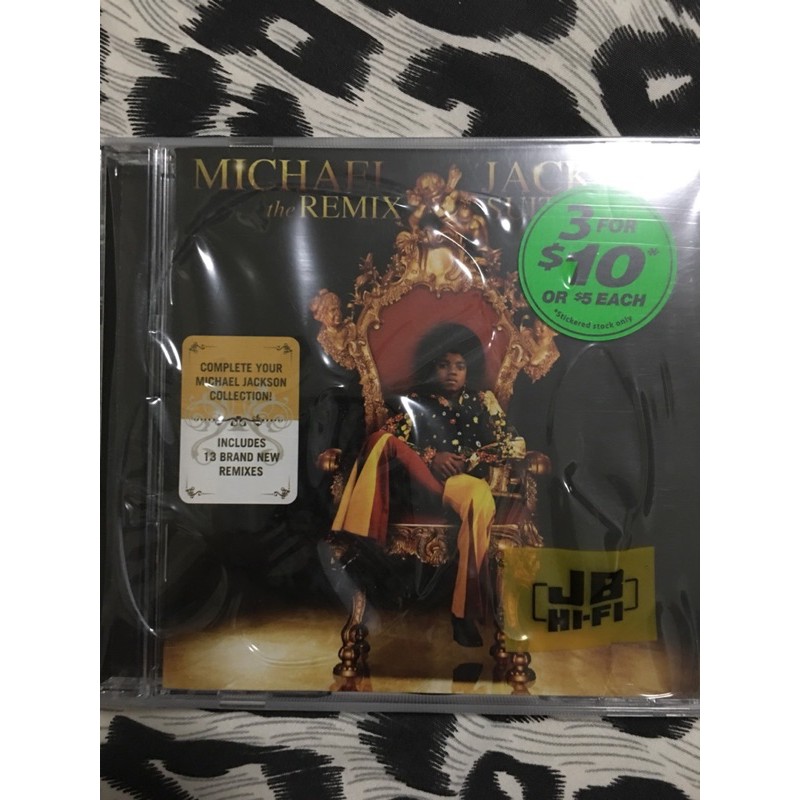 MICHAEL JACK
the REMIX SUIT
3 FOR
$10*
OR $5 EACH
*Stickered stock only
COMPLETE YOUR
MICHAEL JACKSON
COLLECTION!
INCLUDES
13 BRAND NEW
REMIXES
JB
HI-FI